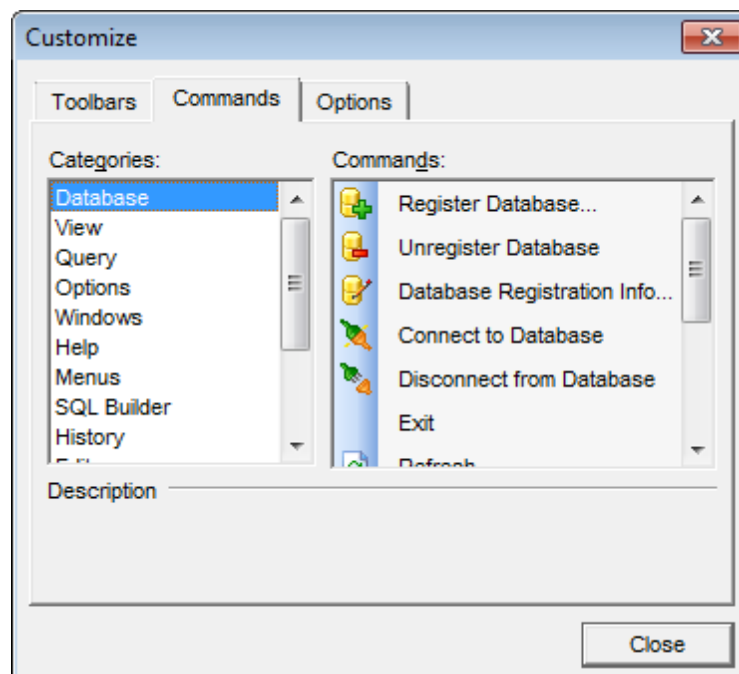 Customize
Toolbars
Commands
Options
Categories:
Database
View
Query
Options
Windows
Help
Menus
SQL Builder
History
Commands:
Register Database...
Unregister Database
Database Registration Info...
Connect to Database
Disconnect from Database
Exit
Refresh
Description
Close